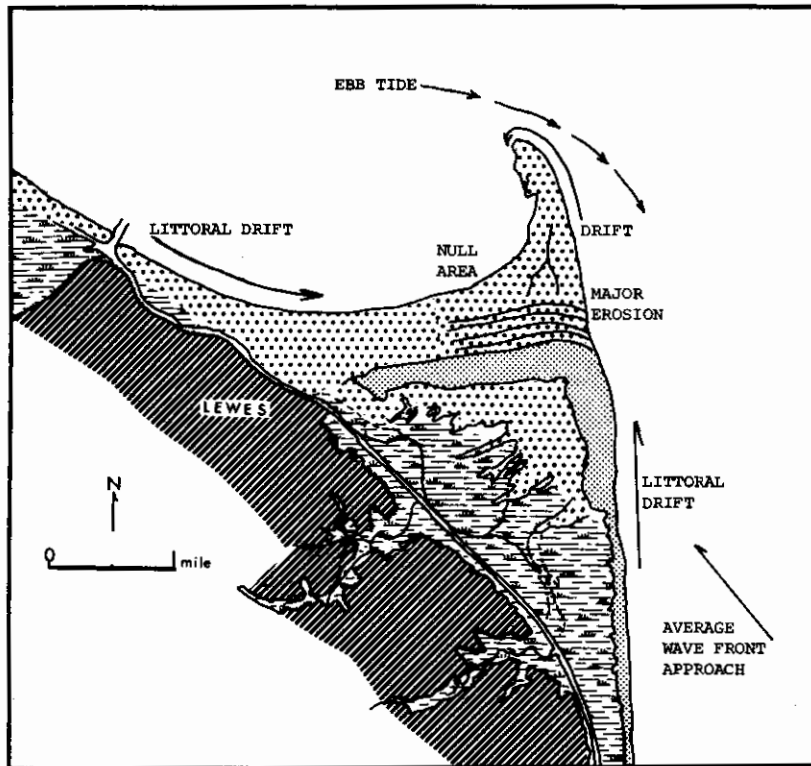 EBB TIDE
LITTORAL DRIFT
DRIFT
NULL
AREA
MAJOR
EROSION
LEWES
N
LITTORAL
DRIFT
0
mile
AVERAGE
WAVE FRONT
APPROACH